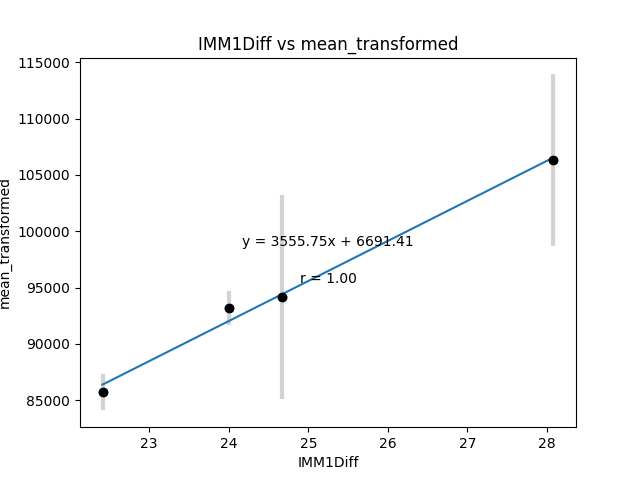 IMM1Diff vs mean_transformed
115000
110000
105000
100000
95000
90000
85000
mean_transformed
y = 3555.75x + 6691.41
r = 1.00
23 24 25 26 27 28
IMM1Diff